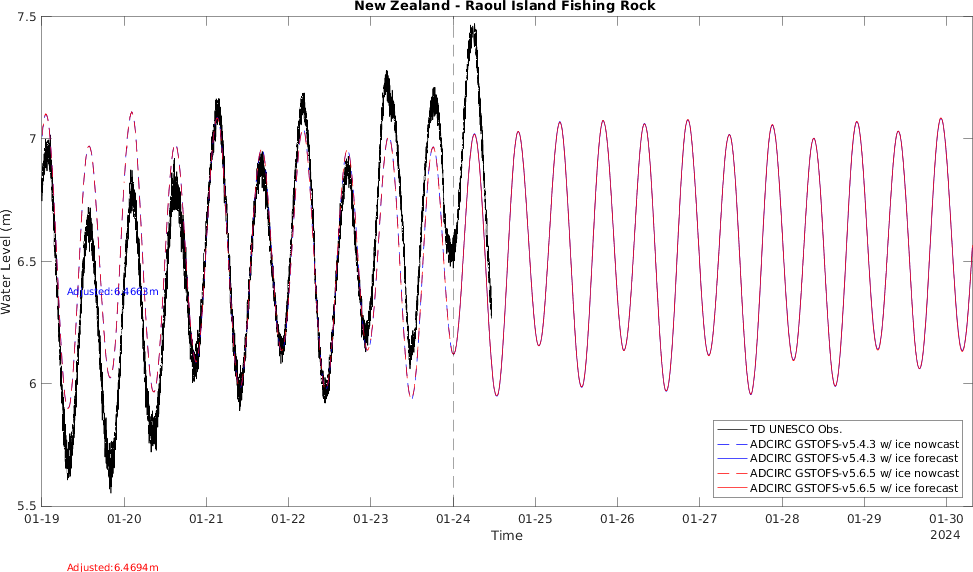 New Zealand - Raoul Island Fishing Rock
7.5
7
6.5
6
5.5
Water Level (m)
Adjusted:6.4663m
TD UNESCO Obs.
ADCIRC GSTOFS-v5.4.3 w/ ice nowcast
ADCIRC GSTOFS-v5.4.3 w/ ice forecast
ADCIRC GSTOFS-v5.6.5 w/ ice nowcast
ADCIRC GSTOFS-v5.6.5 w/ ice forecast
01-19 01-20 01-21 01-22 01-23 01-24 01-25 01-26 01-27 01-28 01-29 01-30
Time
2024
Adjusted:6.4694m